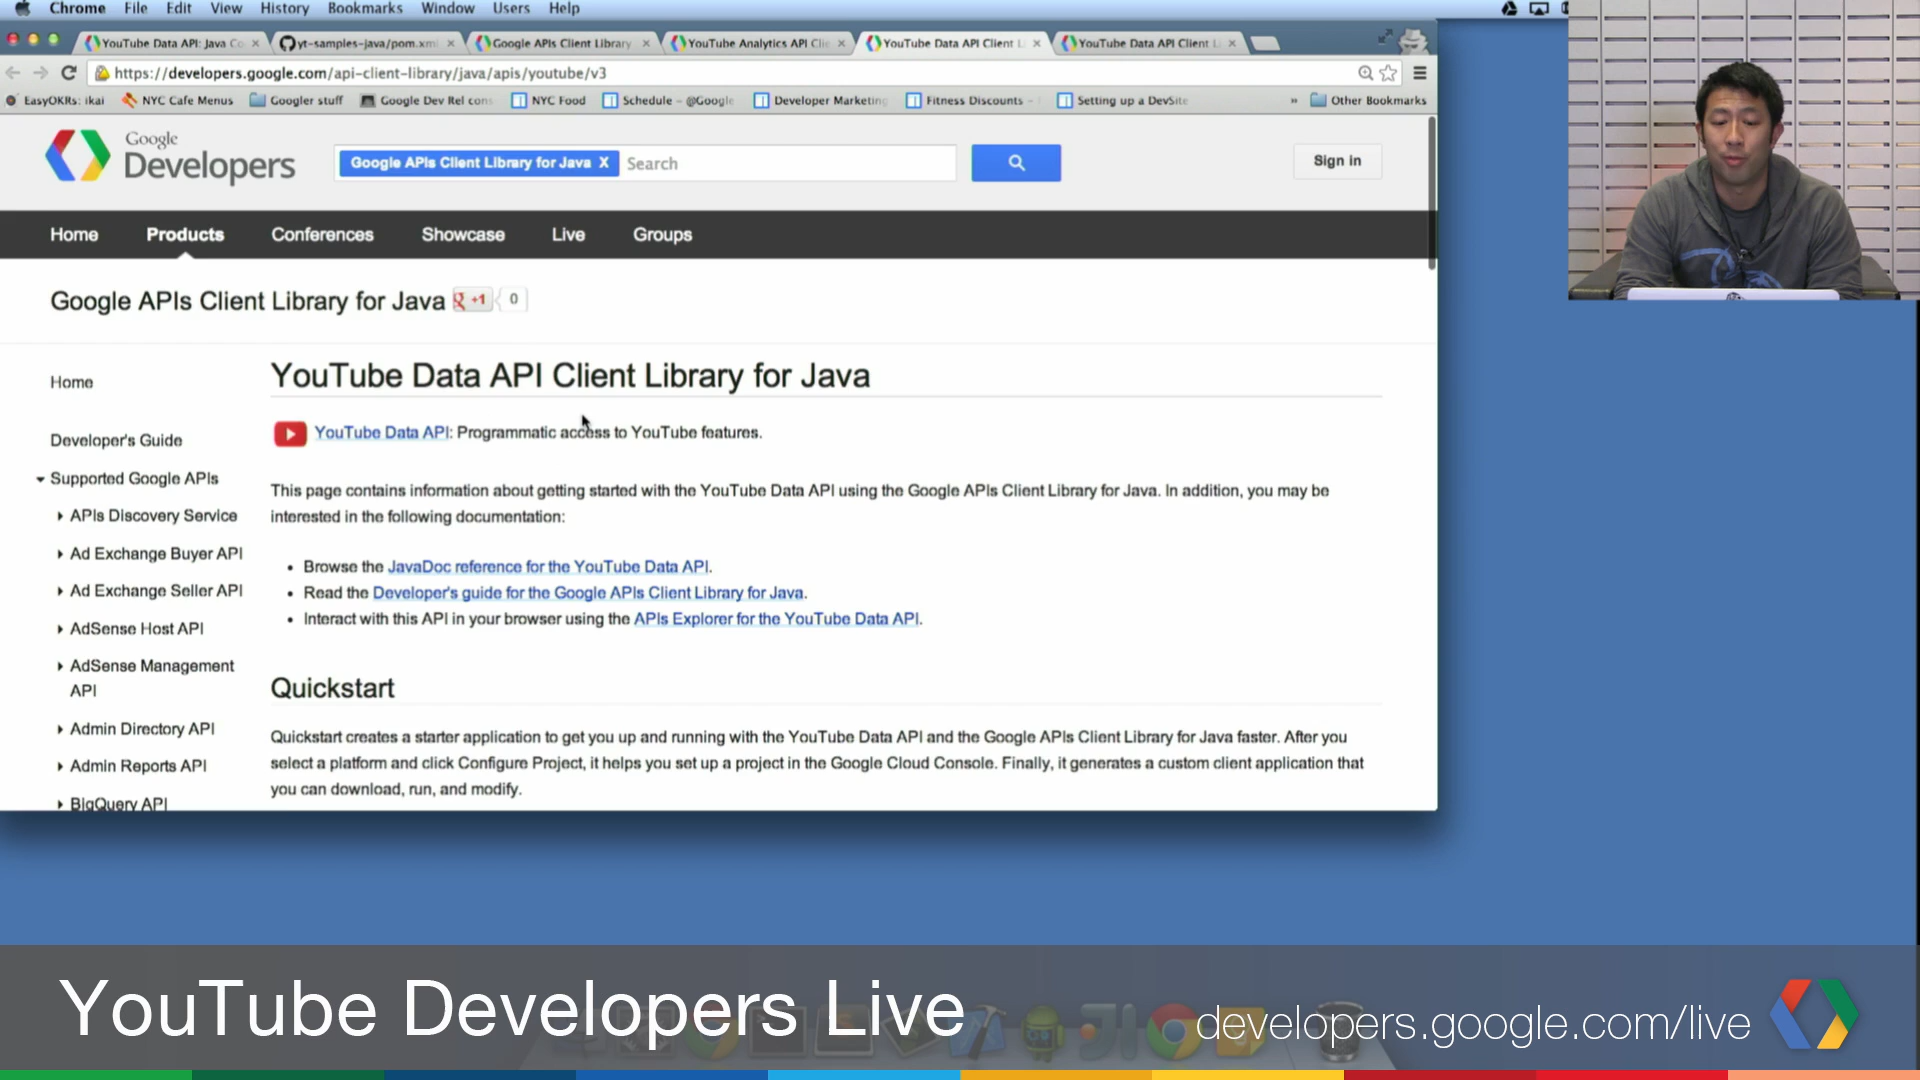 Chrome File Edit View History Bookmarks Window Users Help
YouTube Data API: Java Co yt-samples-java/pom.xml Google APIs Client Library YouTube Analytics API Clie YouTube Data API Client L YouTube Data API Client L
https://developers.google.com/api-client-library/java/apis/youtube/v3
EasyOKRs: ikai NYC Cafe Menus Googler stuff Google Dev Rel cons NYC Food Schedule - @Google Developer Marketing Fitness Discounts - Setting up a DevSite » Other Bookmarks
Google
Developers
Google APIs Client Library for Java X Search
Sign in
Home Products Conferences Showcase Live Groups
Google APIs Client Library for Java +1 0
Home
Developer's Guide
Supported Google APIs
APIs Discovery Service
Ad Exchange Buyer API
Ad Exchange Seller API
AdSense Host API
AdSense Management
API
Admin Directory API
Admin Reports API
BigQuery API
YouTube Data API Client Library for Java
YouTube Data API: Programmatic access to YouTube features.
This page contains information about getting started with the YouTube Data API using the Google APIs Client Library for Java. In addition, you may be
interested in the following documentation:
• Browse the JavaDoc reference for the YouTube Data API.
• Read the Developer's guide for the Google APIs Client Library for Java.
• Interact with this API in your browser using the APIs Explorer for the YouTube Data API.
Quickstart
Quickstart creates a starter application to get you up and running with the YouTube Data API and the Google APIs Client Library for Java faster. After you
select a platform and click Configure Project, it helps you set up a project in the Google Cloud Console. Finally, it generates a custom client application that
you can download, run, and modify.
YouTube Developers Live
developers.google.com/live